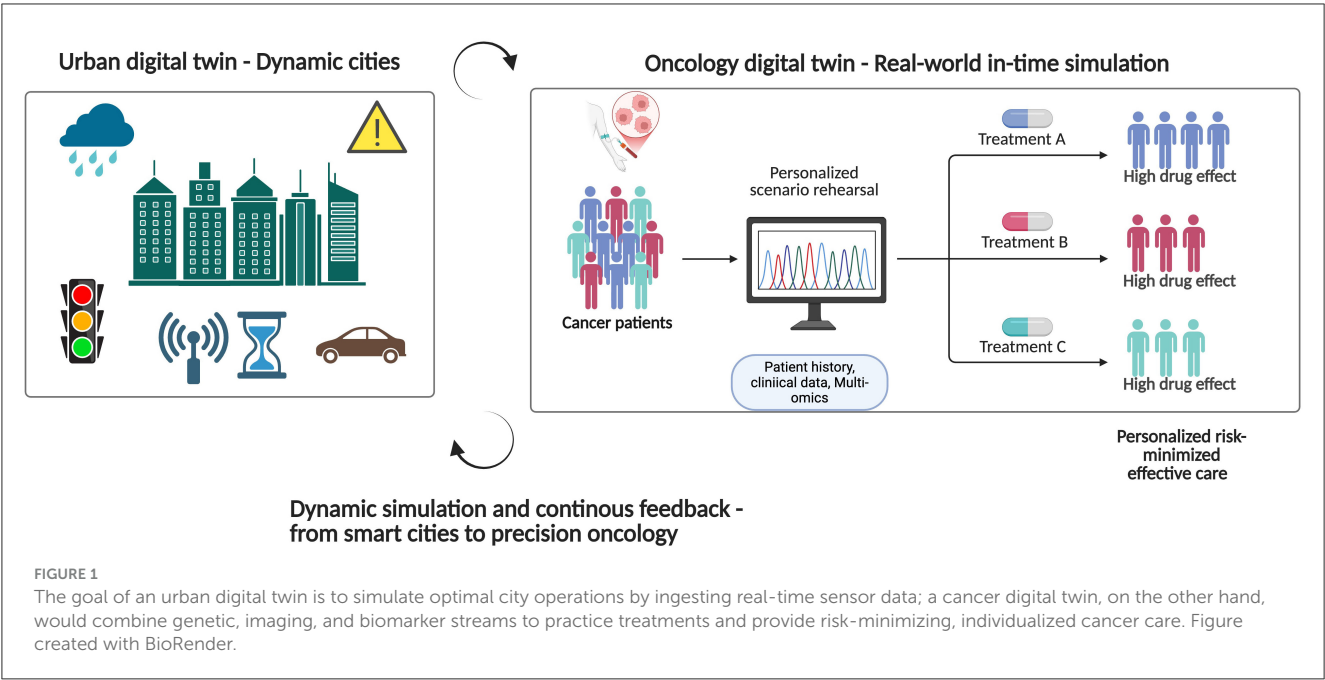 Urban digital twin - Dynamic cities
Oncology digital twin - Real-world in-time simulation
!
Personalized
scenario rehearsal
Cancer patients
Patient history,
cliniical data, Multi-
omics
Treatment A
High drug effect
Treatment B
High drug effect
Treatment C
High drug effect
Personalized risk-
minimized
effective care
Dynamic simulation and continous feedback -
from smart cities to precision oncology
FIGURE 1
The goal of an urban digital twin is to simulate optimal city operations by ingesting real-time sensor data; a cancer digital twin, on the other hand,
would combine genetic, imaging, and biomarker streams to practice treatments and provide risk-minimizing, individualized cancer care. Figure
created with BioRender.